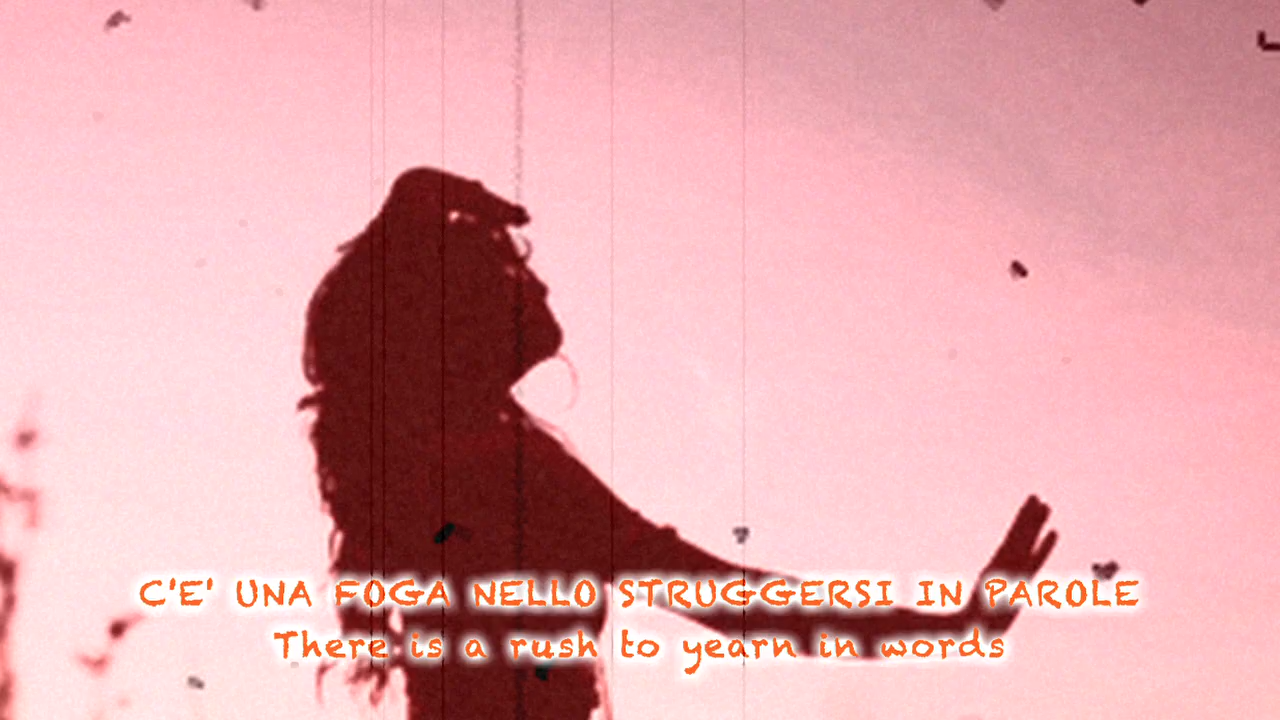 C'E' UNA FOGA NELLO STRUGGERSI IN PAROLE
There is a rush to yearn in words